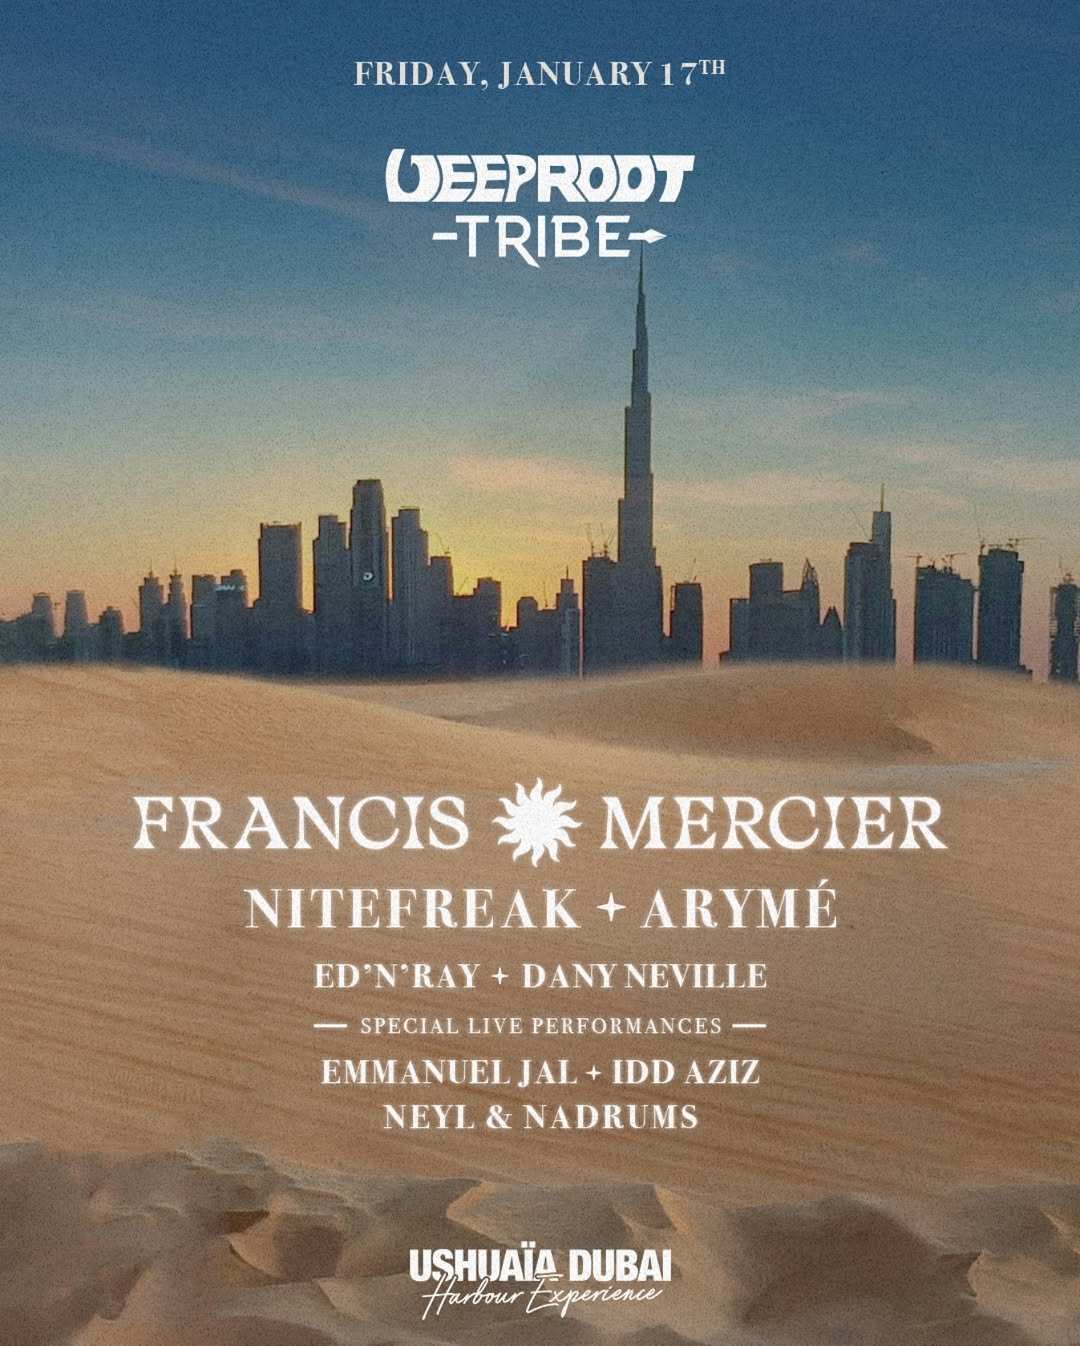 FRIDAY, JANUARY 17TH
DEEPROOT
TRIBE
FRANCIS MERCIER
NITEFREAK + ARYMÉ
ED'N'RAY + DANY NEVILLE
SPECIAL LIVE PERFORMANCES
EMMANUEL JAL + IDD AZIZ
NEYL & NADRUMS
USHUAÏA DUBAI
Harbour Experience